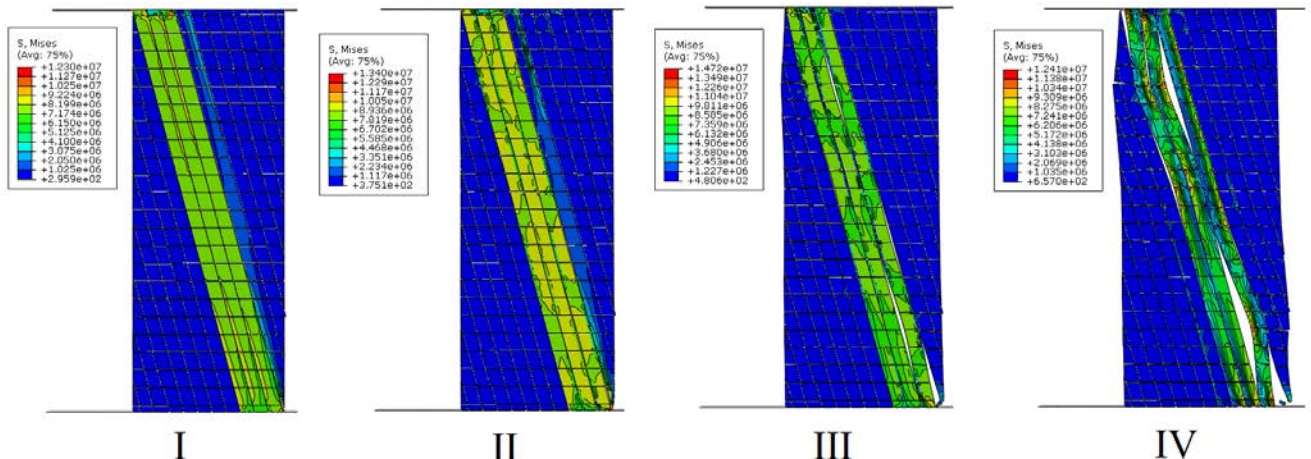 S, Mises
(Avg: 75%)
+1.230e+07
+1.127e+07
+1.025e+07
+9.224e+06
+8.199e+06
+7.174e+06
+6.150e+06
+5.125e+06
+4.100e+06
+3.075e+06
+2.050e+06
+1.025e+06
+2.959e+02
S, Mises
(Avg: 75%)
+1.340e+07
+1.229e+07
+1.117e+07
+1.005e+07
+8.936e+06
+7.819e+06
+6.702e+06
+5.585e+06
+4.468e+06
+3.351e+06
+2.234e+06
+1.117e+06
+3.751e+02
S, Mises
(Avg: 75%)
+1.472e+07
+1.349e+07
+1.226e+07
+1.104e+07
+9.811e+06
+8.585e+06
+7.359e+06
+6.132e+06
+4.906e+06
+3.680e+06
+2.453e+06
+1.227e+06
+4.806e+02
S, Mises
(Avg: 75%)
+1.241e+07
+1.138e+07
+1.034e+07
+9.309e+06
+8.275e+06
+7.241e+06
+6.206e+06
+5.172e+06
+4.138e+06
+3.103e+06
+2.069e+06
+1.035e+06
+6.570e+02
I
II
III
IV